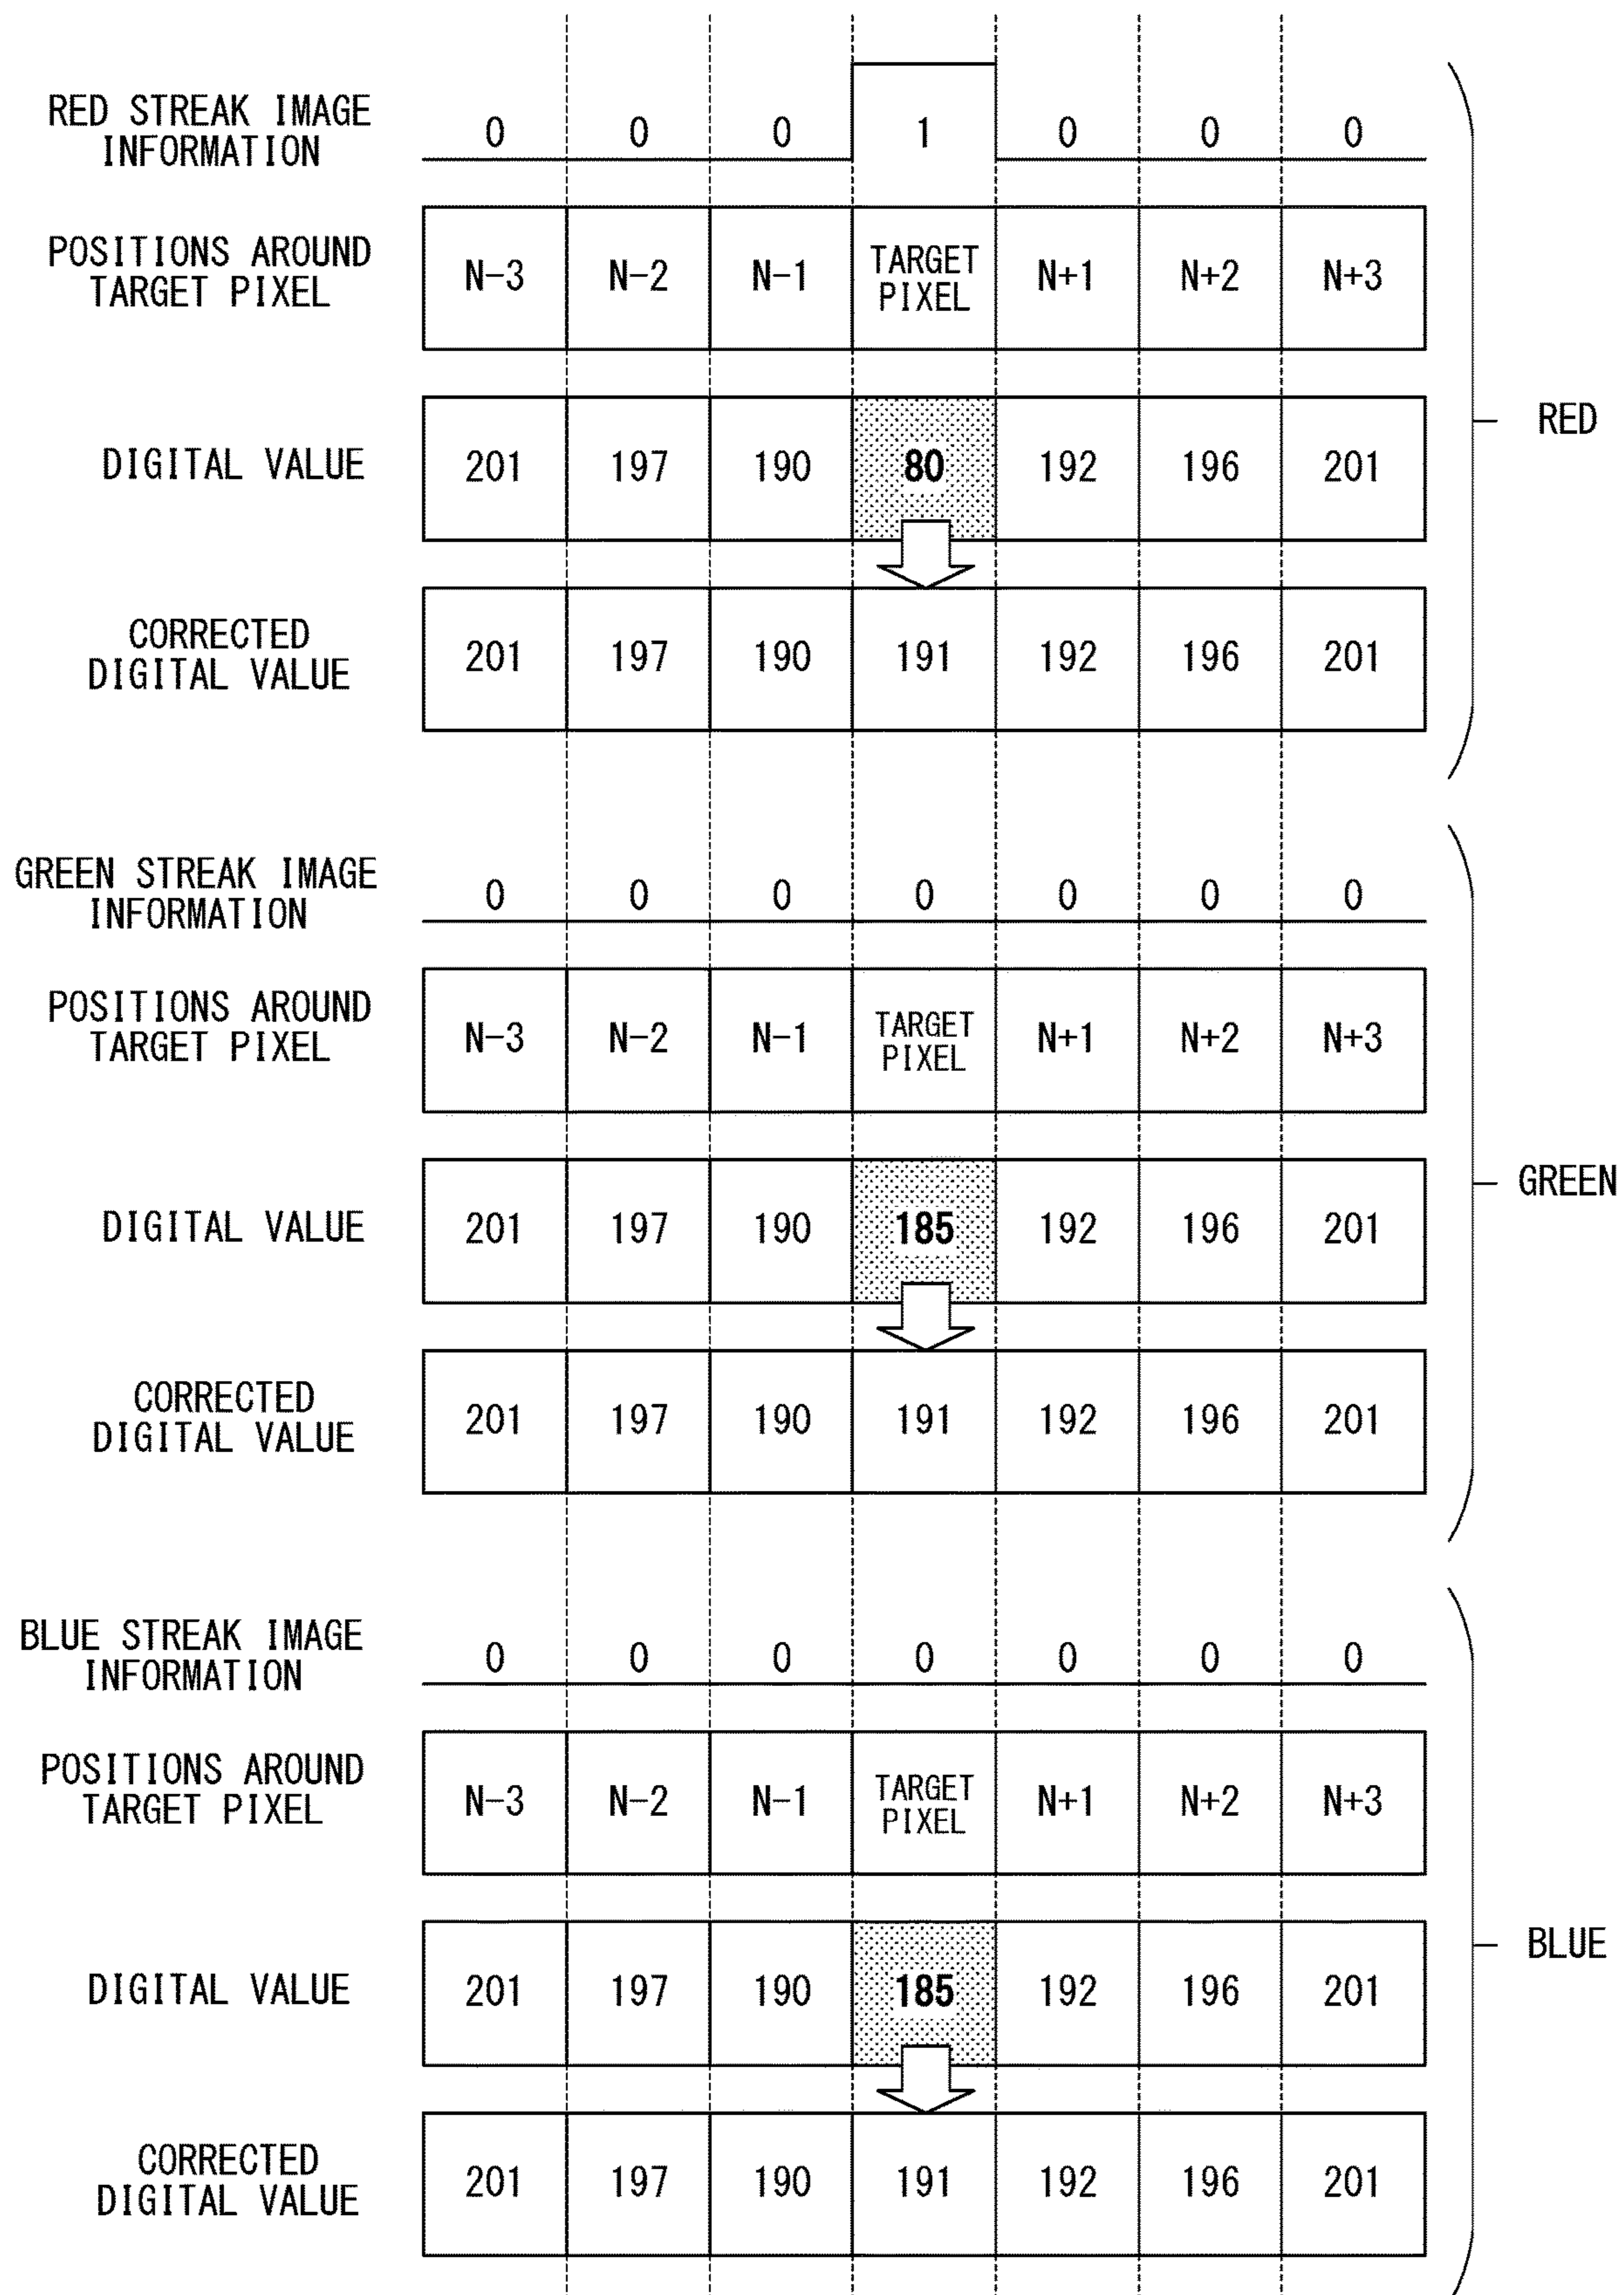 RED STREAK IMAGE
INFORMATION
0 0 0 1 0 0 0
POSITIONS AROUND
TARGET PIXEL
N-3 N-2 N-1 TARGET PIXEL N+1 N+2 N+3
DIGITAL VALUE
201 197 190 80 192 196 201
CORRECTED
DIGITAL VALUE
201 197 190 191 192 196 201
RED
GREEN STREAK IMAGE
INFORMATION
0 0 0 0 0 0 0
POSITIONS AROUND
TARGET PIXEL
N-3 N-2 N-1 TARGET PIXEL N+1 N+2 N+3
DIGITAL VALUE
201 197 190 185 192 196 201
CORRECTED
DIGITAL VALUE
201 197 190 191 192 196 201
GREEN
BLUE STREAK IMAGE
INFORMATION
0 0 0 0 0 0 0
POSITIONS AROUND
TARGET PIXEL
N-3 N-2 N-1 TARGET PIXEL N+1 N+2 N+3
DIGITAL VALUE
201 197 190 185 192 196 201
CORRECTED
DIGITAL VALUE
201 197 190 191 192 196 201
BLUE